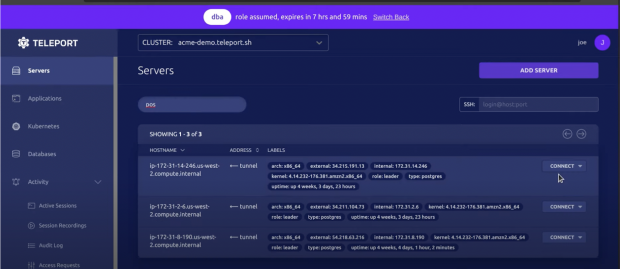 dba role assumed, expires in 7 hrs and 59 mins Switch Back
TELEPORT
CLUSTER: acme-demo.teleport.sh
joe J
Servers
Applications
Kubernetes
Databases
Activity
Active Sessions
Session Recordings
Audit Log
Access Requests
Servers
ADD SERVER
pos
SSH: login@host:port
SHOWING 1 - 3 of 3
HOSTNAME ADDRESS LABELS
ip-172-31-14-246.us-west- ← tunnel arch: x86_64 external: 34.215.191.13 internal: 172.31.14.246 CONNECT
2.compute.internal kernel: 4.14.232-176.381.amzn2.x86_64 role: leader type: postgres
uptime: up 4 weeks, 3 days, 23 hours
ip-172-31-2-6.us-west- ← tunnel arch: x86_64 external: 34.211.104.73 internal: 172.31.2.6 kernel: 4.14.232-176.381.amzn2.x86_64 CONNECT
2.compute.internal role: leader type: postgres uptime: up 4 weeks, 3 days, 23 hours
ip-172-31-8-190.us-west- ← tunnel arch: x86_64 external: 54.218.63.216 internal: 172.31.8.190 kernel: 4.14.232-176.381.amzn2.x86_64 CONNECT
2.compute.internal role: leader type: postgres uptime: up 4 weeks, 4 days, 1 hour, 2 minutes